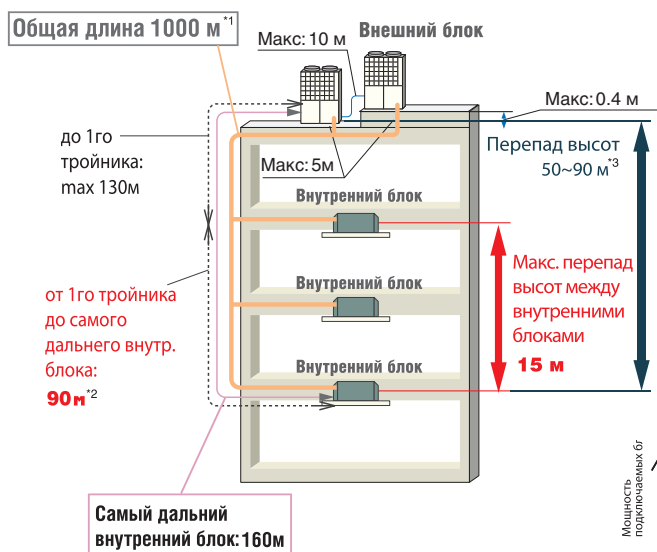 Общая длина 1000 м*1
Макс: 10 м
Внешний блок
Макс: 0.4 м
до 1го
тройника:
max 130м
Макс: 5м
Перепад высот
50~90 м*3
Внутренний блок
Внутренний блок
Внутренний блок
Макс. перепад
высот между
внутренними
блоками
15 м
от 1го тройника
до самого
дальнего внутр.
блока:
90м*2
Самый дальний
внутренний блок: 160м
Мощность
подключаемых